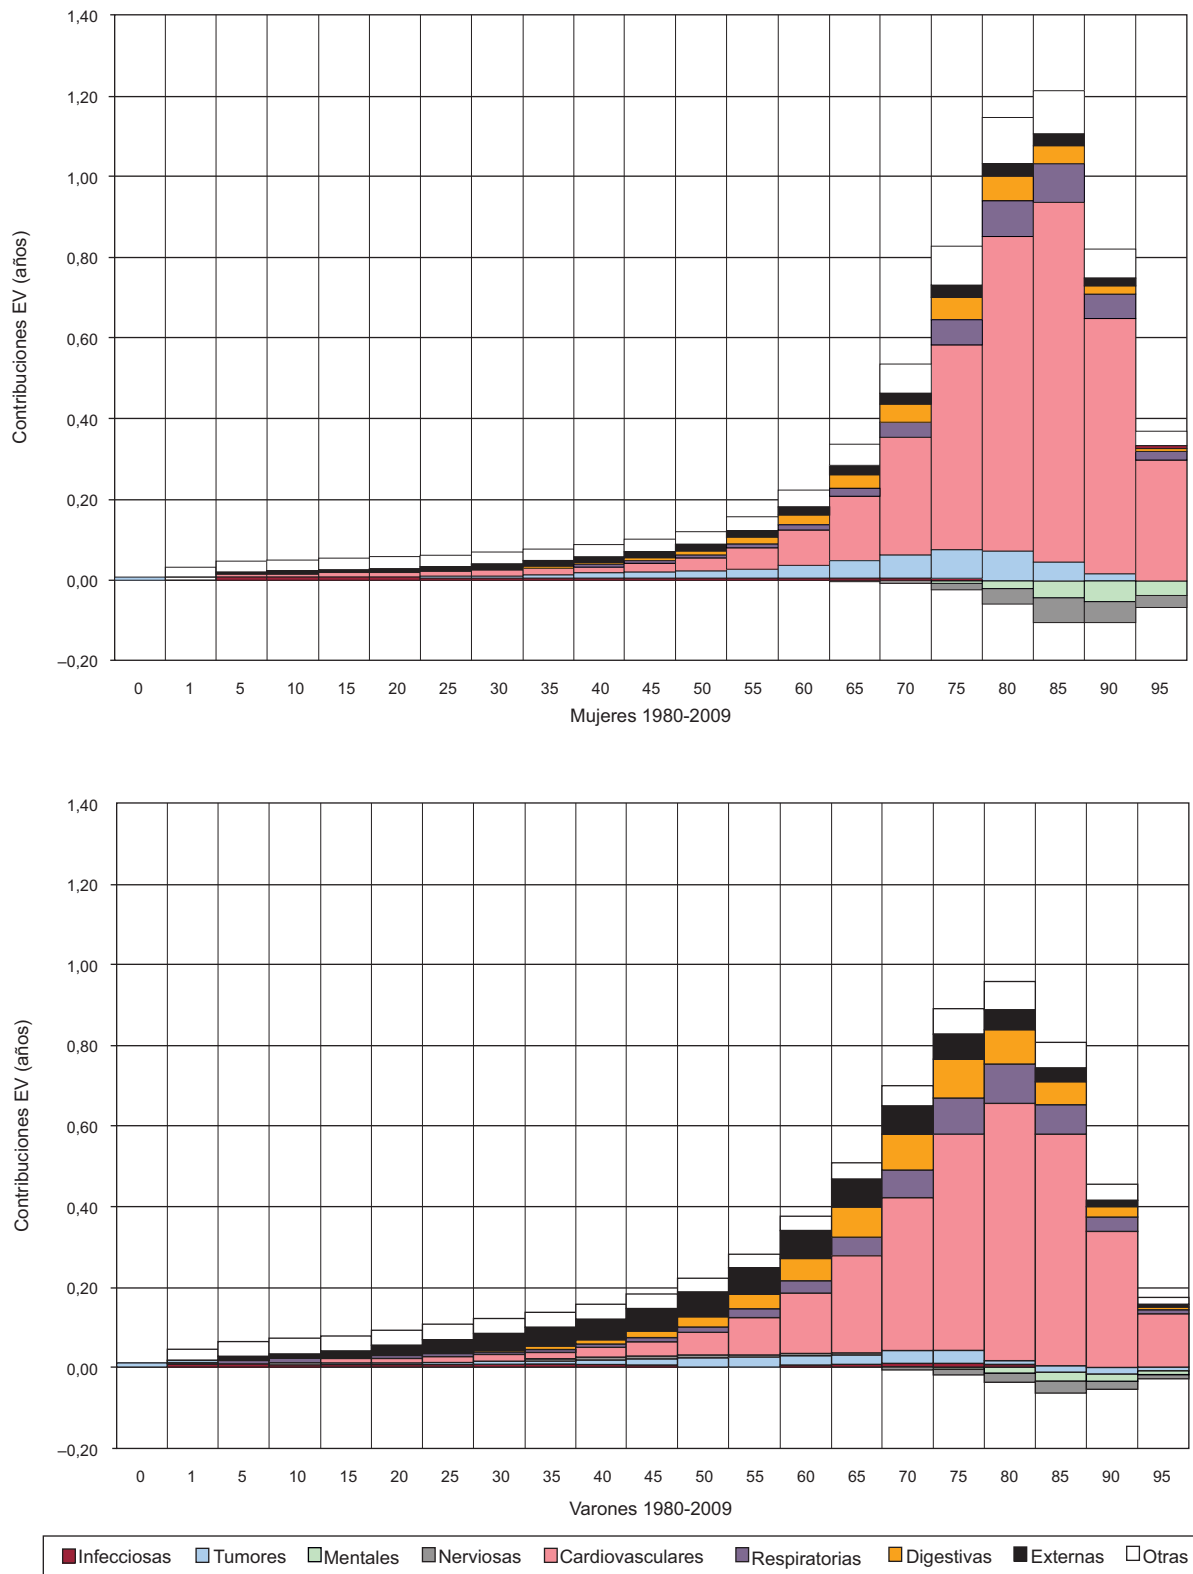 1,40
1,20
1,00
0,80
0,60
0,40
0,20
0,00
–0,20
Contribuciones EV (años)
0 1 5 10 15 20 25 30 35 40 45 50 55 60 65 70 75 80 85 90 95
Mujeres 1980-2009
1,40
1,20
1,00
0,80
0,60
0,40
0,20
0,00
–0,20
Contribuciones EV (años)
0 1 5 10 15 20 25 30 35 40 45 50 55 60 65 70 75 80 85 90 95
Varones 1980-2009
Infecciosas Tumores Mentales Nerviosas Cardiovasculares Respiratorias Digestivas Externas Otras